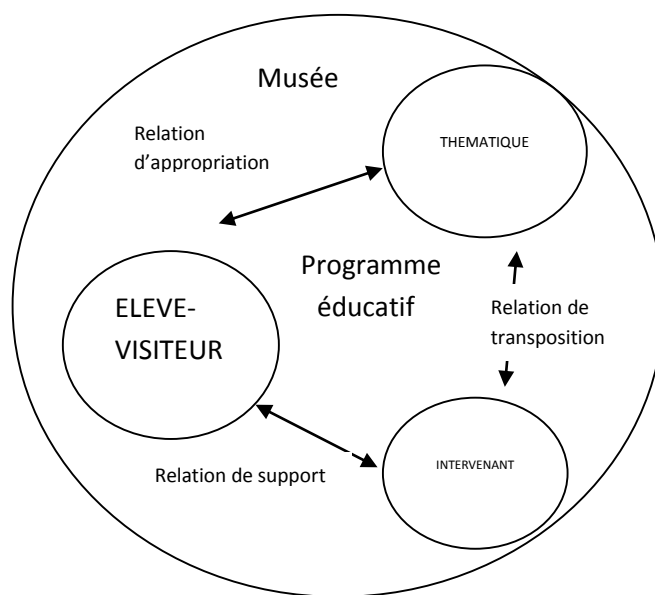 Musée
THEMATIQUE
Relation
d’appropriation
Programme
éducatif
ELEVE-
VISITEUR
Relation de
transposition
INTERVENANT
Relation de support